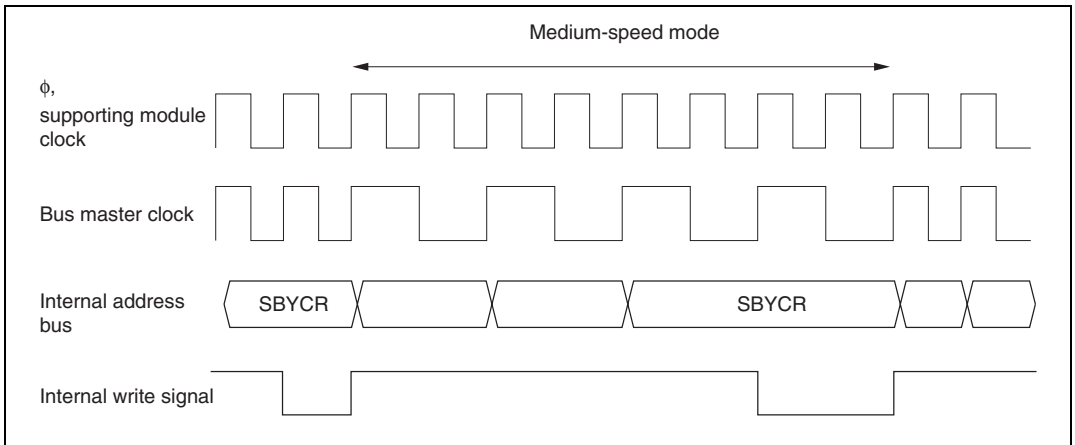 Medium-speed mode
ϕ,
supporting module
clock
Bus master clock
Internal address
bus
SBYCR
SBYCR
Internal write signal